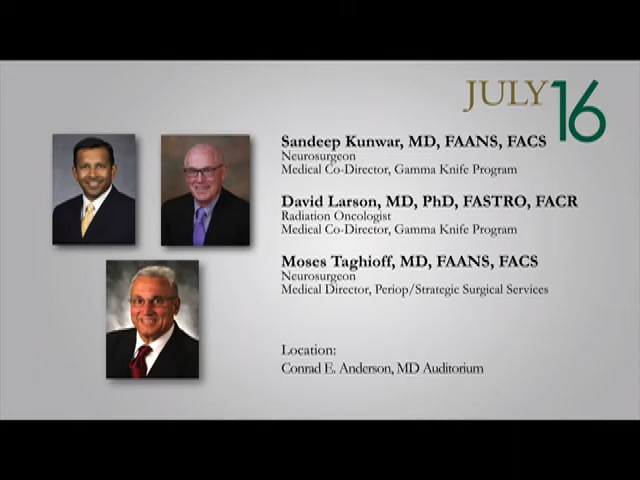 JULY 16
Sandeep Kunwar, MD, FAANS, FACS
Neurosurgeon
Medical Co-Director, Gamma Knife Program
David Larson, MD, PhD, FASTRO, FACR
Radiation Oncologist
Medical Co-Director, Gamma Knife Program
Moses Taghioff, MD, FAANS, FACS
Neurosurgeon
Medical Director, Periop/Strategic Surgical Services
Location:
Conrad E. Anderson, MD Auditorium